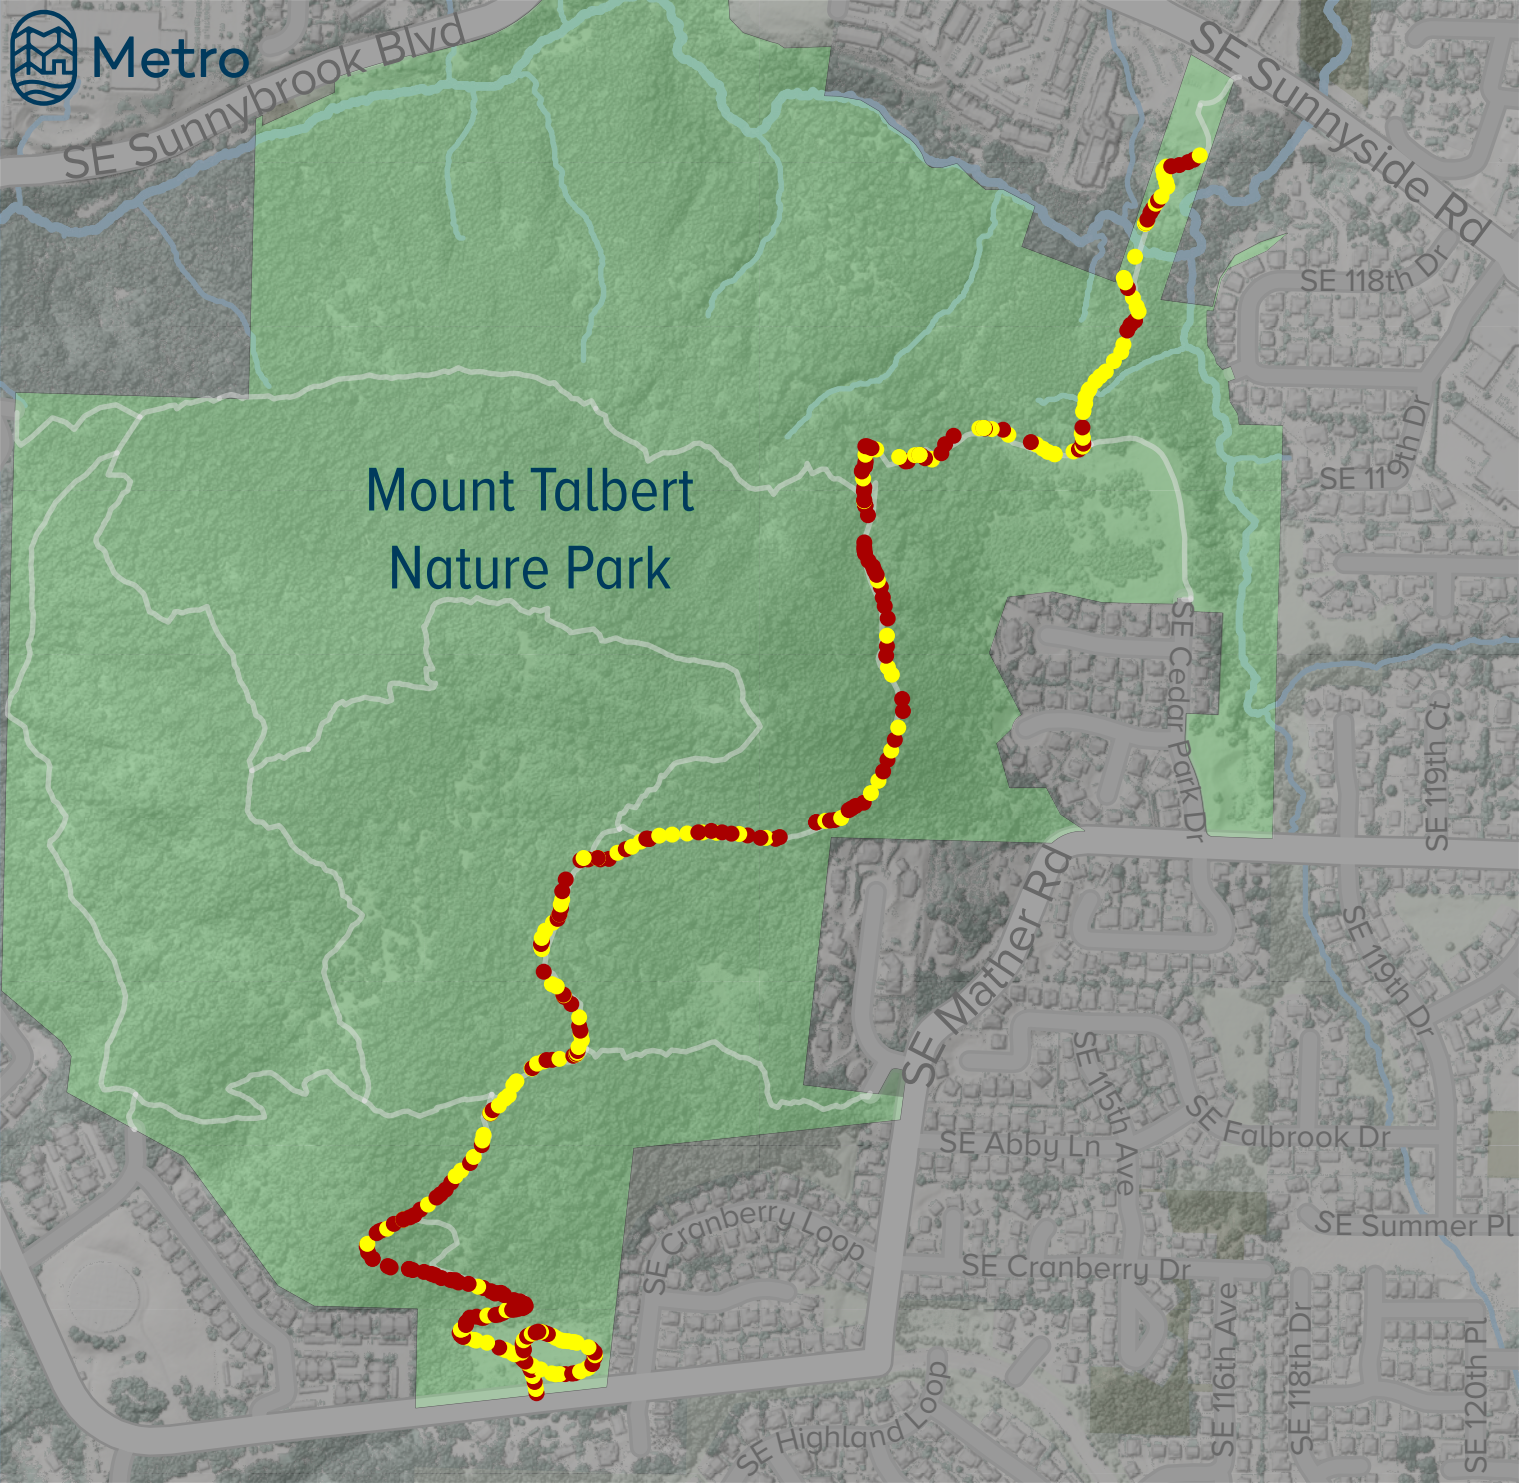 Metro
SE Sunnybrook Blvd
SE Sunnyside Rd
SE 118th Dr
SE 119th Dr
Mount Talbert
Nature Park
SE Cedar Park Dr
SE 119th Ct
SE Mather Rd
SE 119th Dr
SE 115th Ave
SE Abby Ln
SE Falbrook Dr
SE Cranberry Loop
SE Summer Pl
SE Cranberry Dr
SE 116th Ave
SE 118th Dr
SE 120th Pl
SE Highland Loop